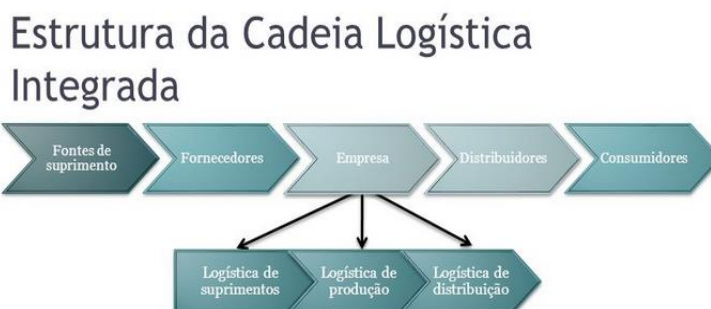 Estrutura da Cadeia Logística
Integrada
Fontes de
suprimento
Fornecedores
Empresa
Distribuidores
Consumidores
Logística de
suprimentos
Logística de
produção
Logística de
distribuição